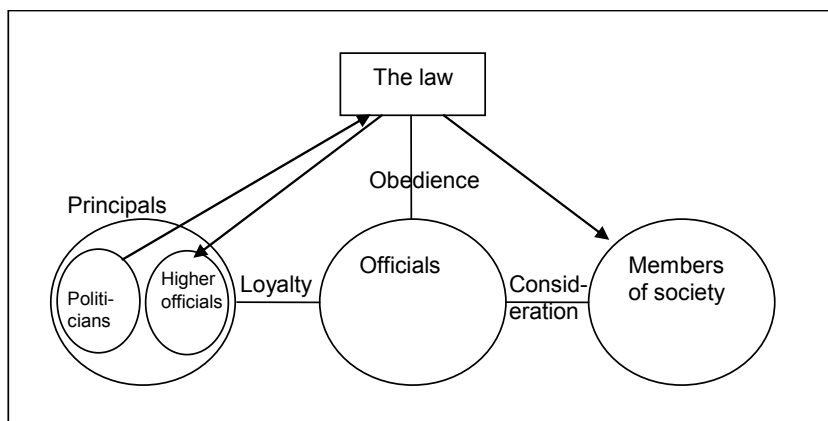 The law
Obedience
Principals
Politi-
cians
Higher
officials
Loyalty
Officials
Consid-
eration
Members
of society